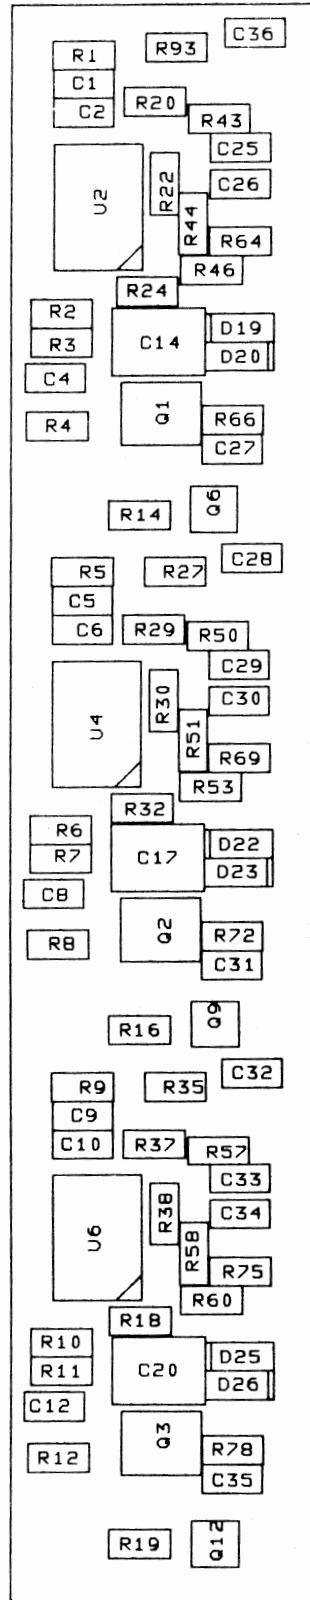 C36
R1
R93
C1
C2
R20
R43
C25
U2
R22
C26
R44
R64
R46
R24
R2
D19
R3
C14
D20
C4
Q1
R4
R66
C27
R14
Q6
R5
R27
C28
C5
C6
R29
R50
C29
U4
R30
C30
R51
R69
R53
R32
R6
D22
R7
C17
D23
C8
Q2
R8
R72
C31
R16
Q9
R9
R35
C32
C9
C10
R37
R57
C33
U6
R38
C34
R58
R75
R60
R18
R10
D25
R11
C20
D26
C12
Q3
R12
R78
C35
R19
Q12